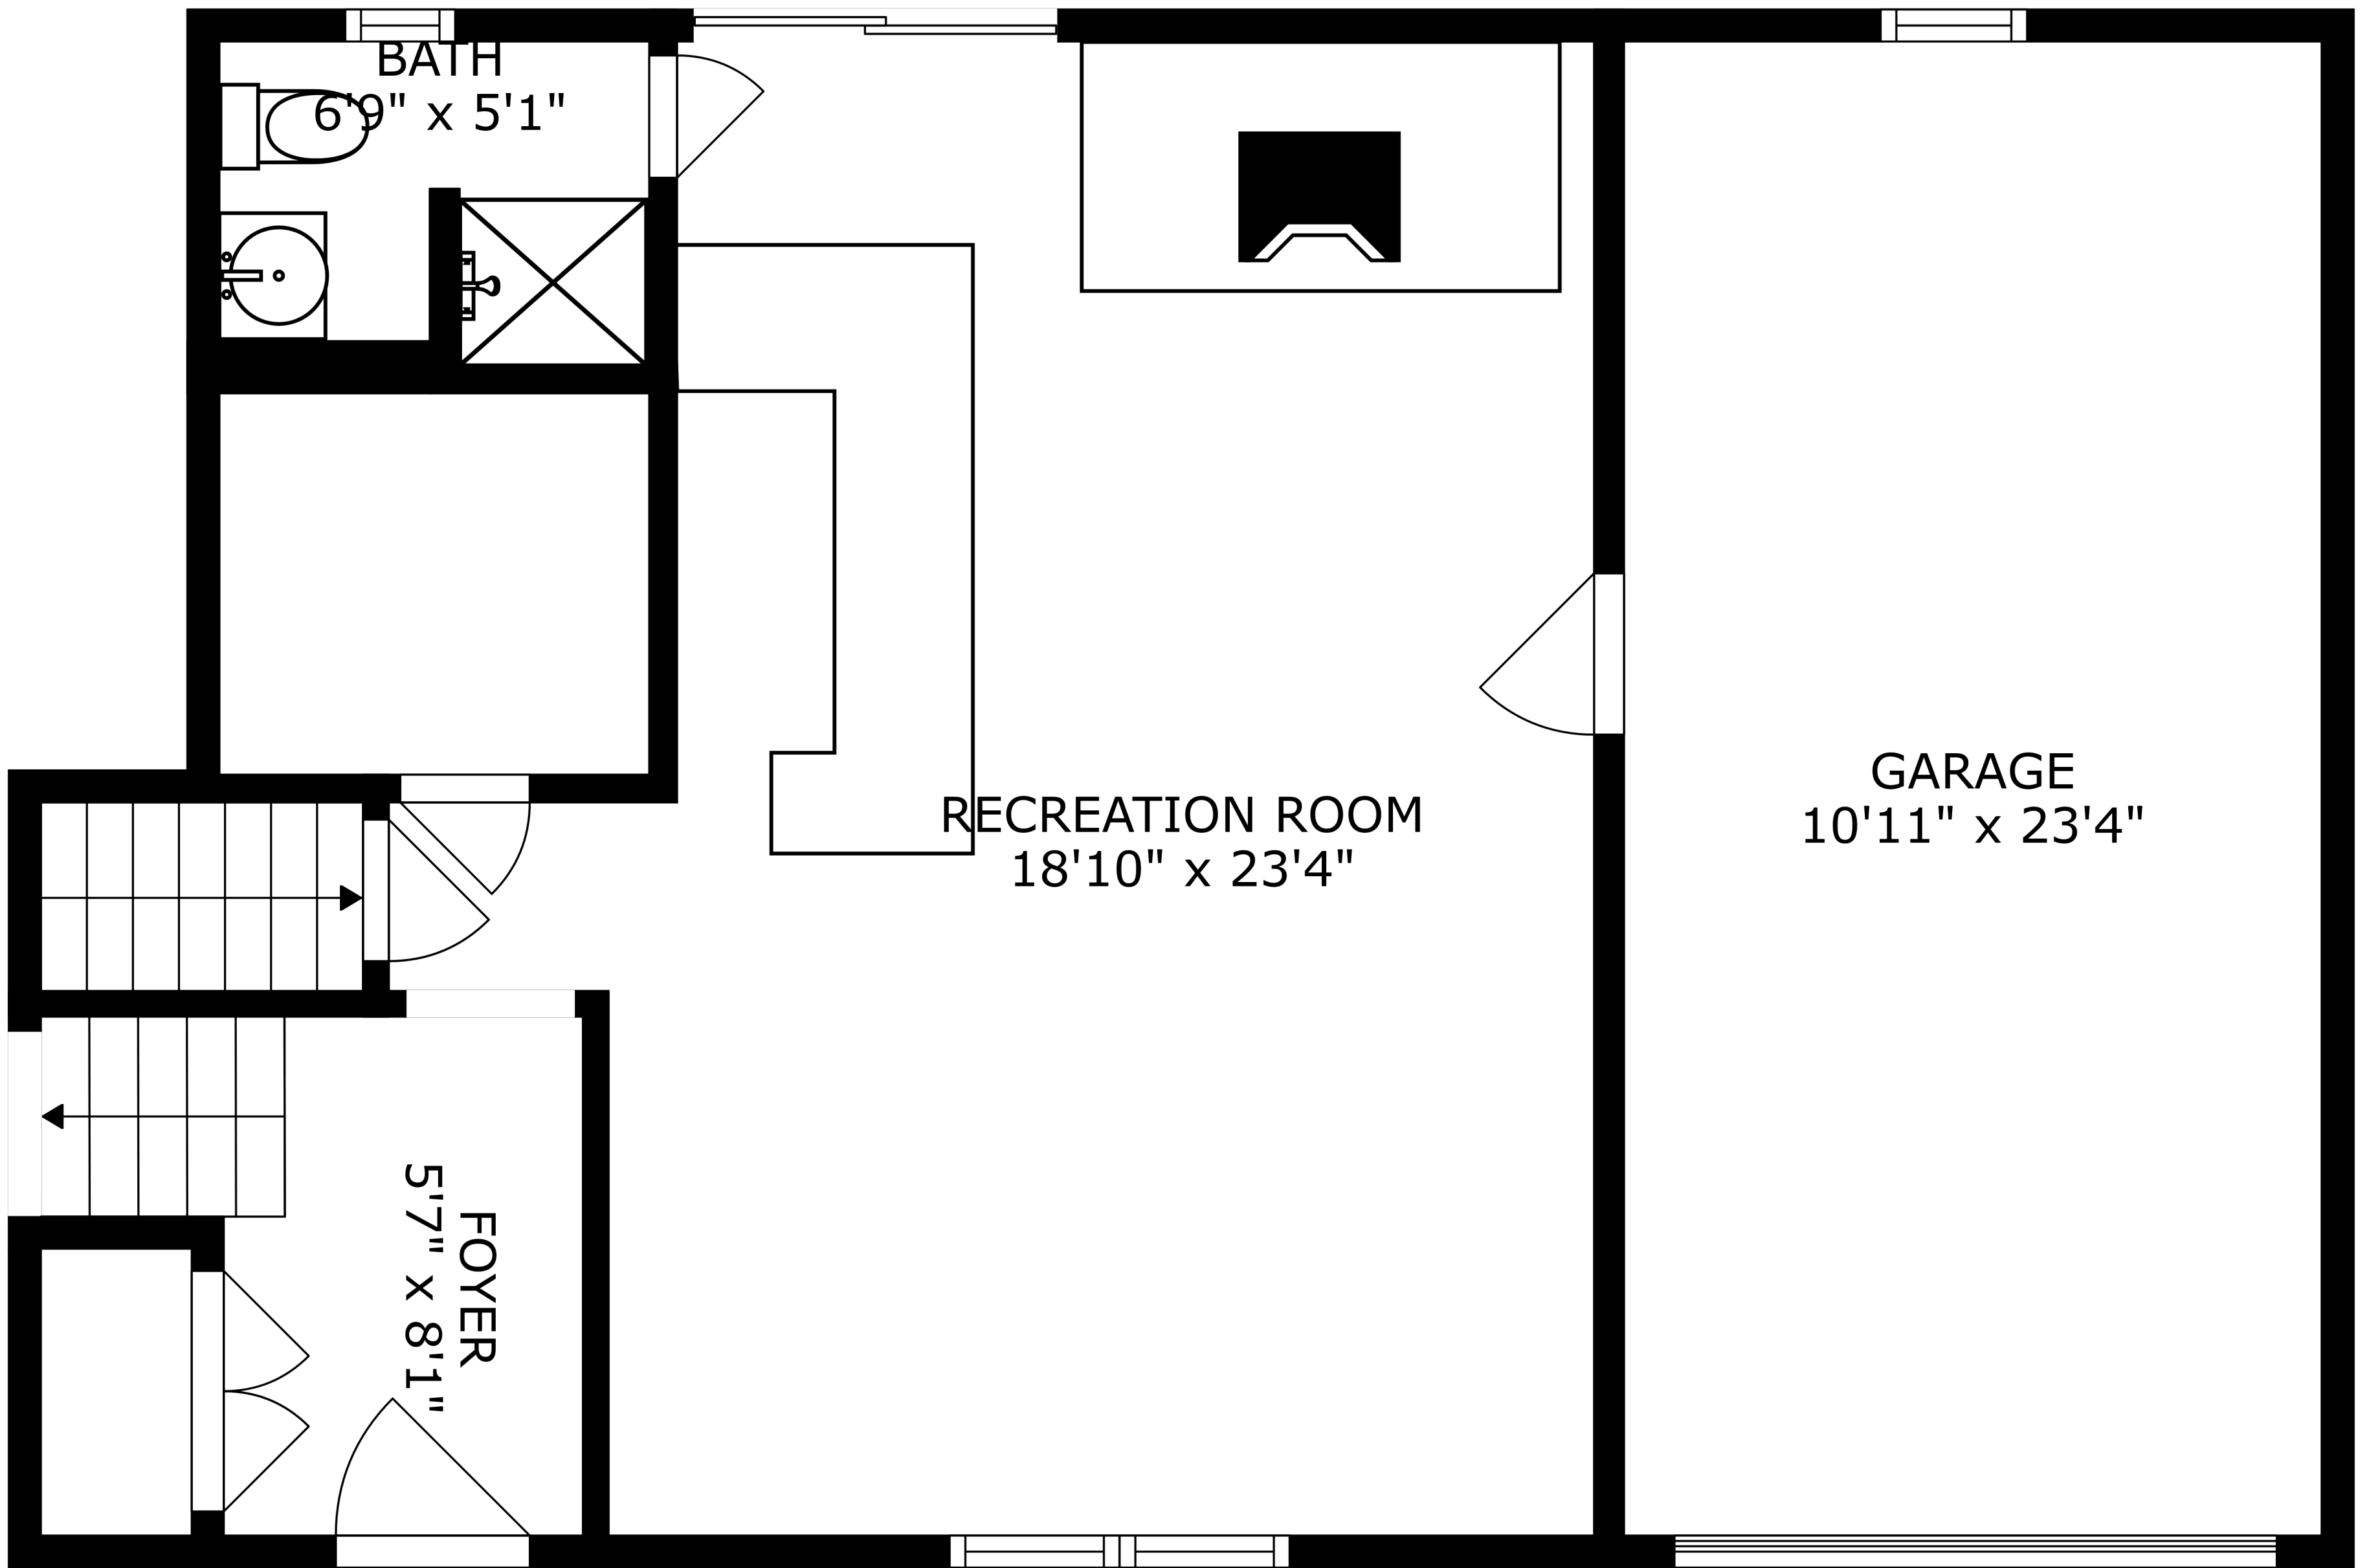 BATH
6'9" x 5'1"
RECREATION ROOM
18'10" x 23'4"
GARAGE
10'11" x 23'4"
FOYER
5'7" x 8'1"